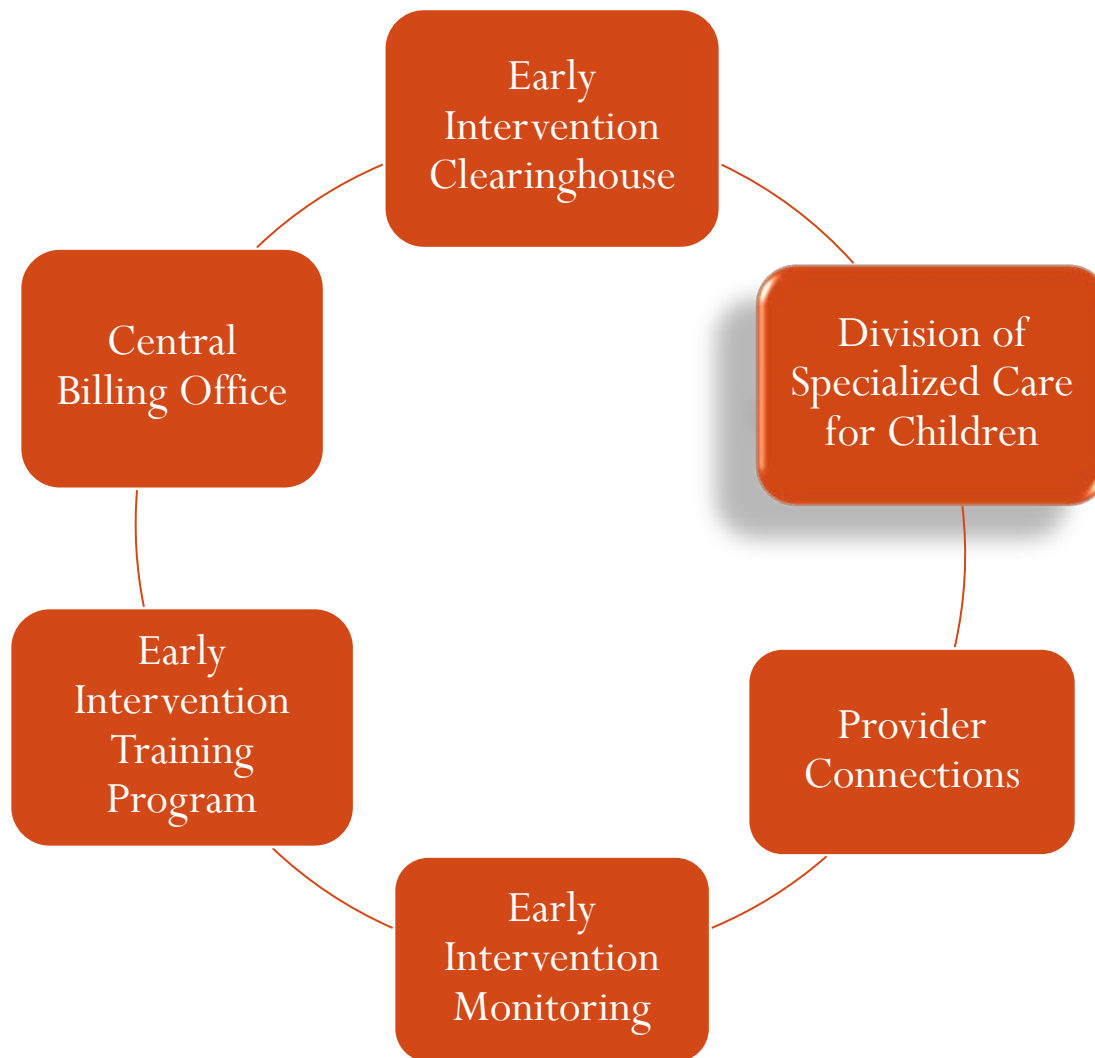 Early
Intervention
Clearinghouse
Division of
Specialized Care
for Children
Provider
Connections
Early
Intervention
Monitoring
Early
Intervention
Training
Program
Central
Billing Office